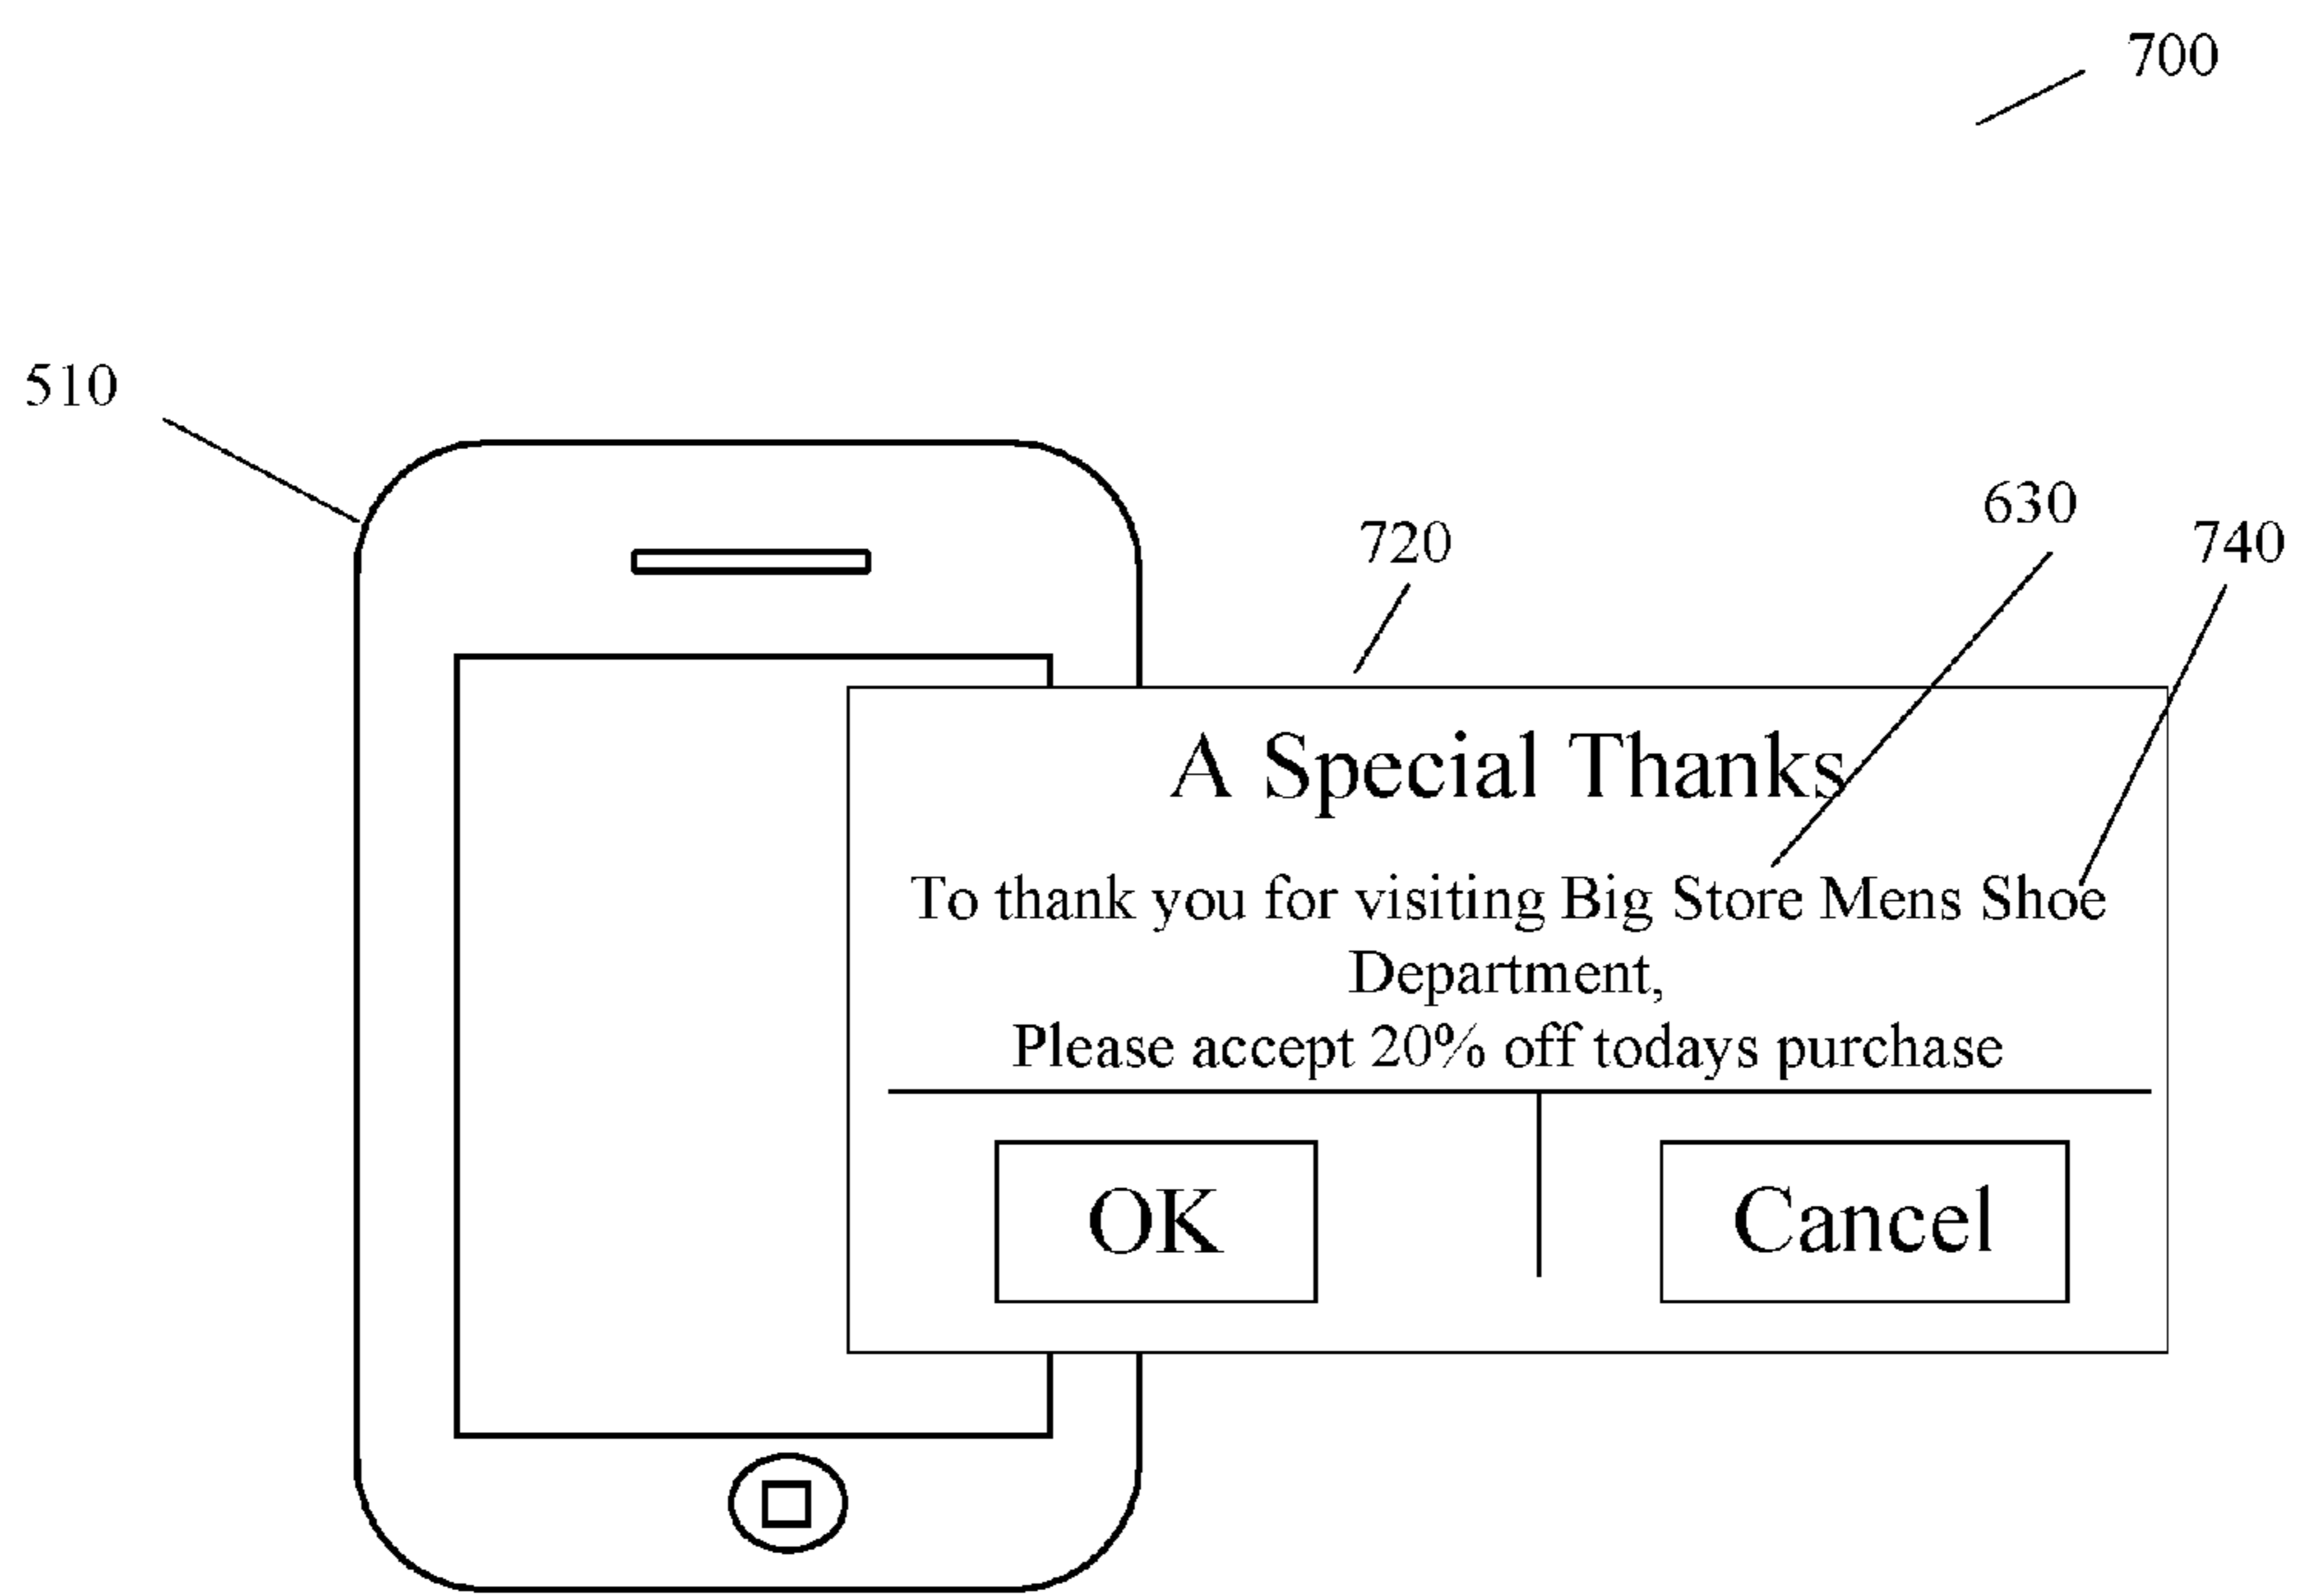 700
510
630
720
740
A Special Thanks
To thank you for visiting Big Store Mens Shoe
Department,
Please accept 20% off todays purchase
OK
Cancel